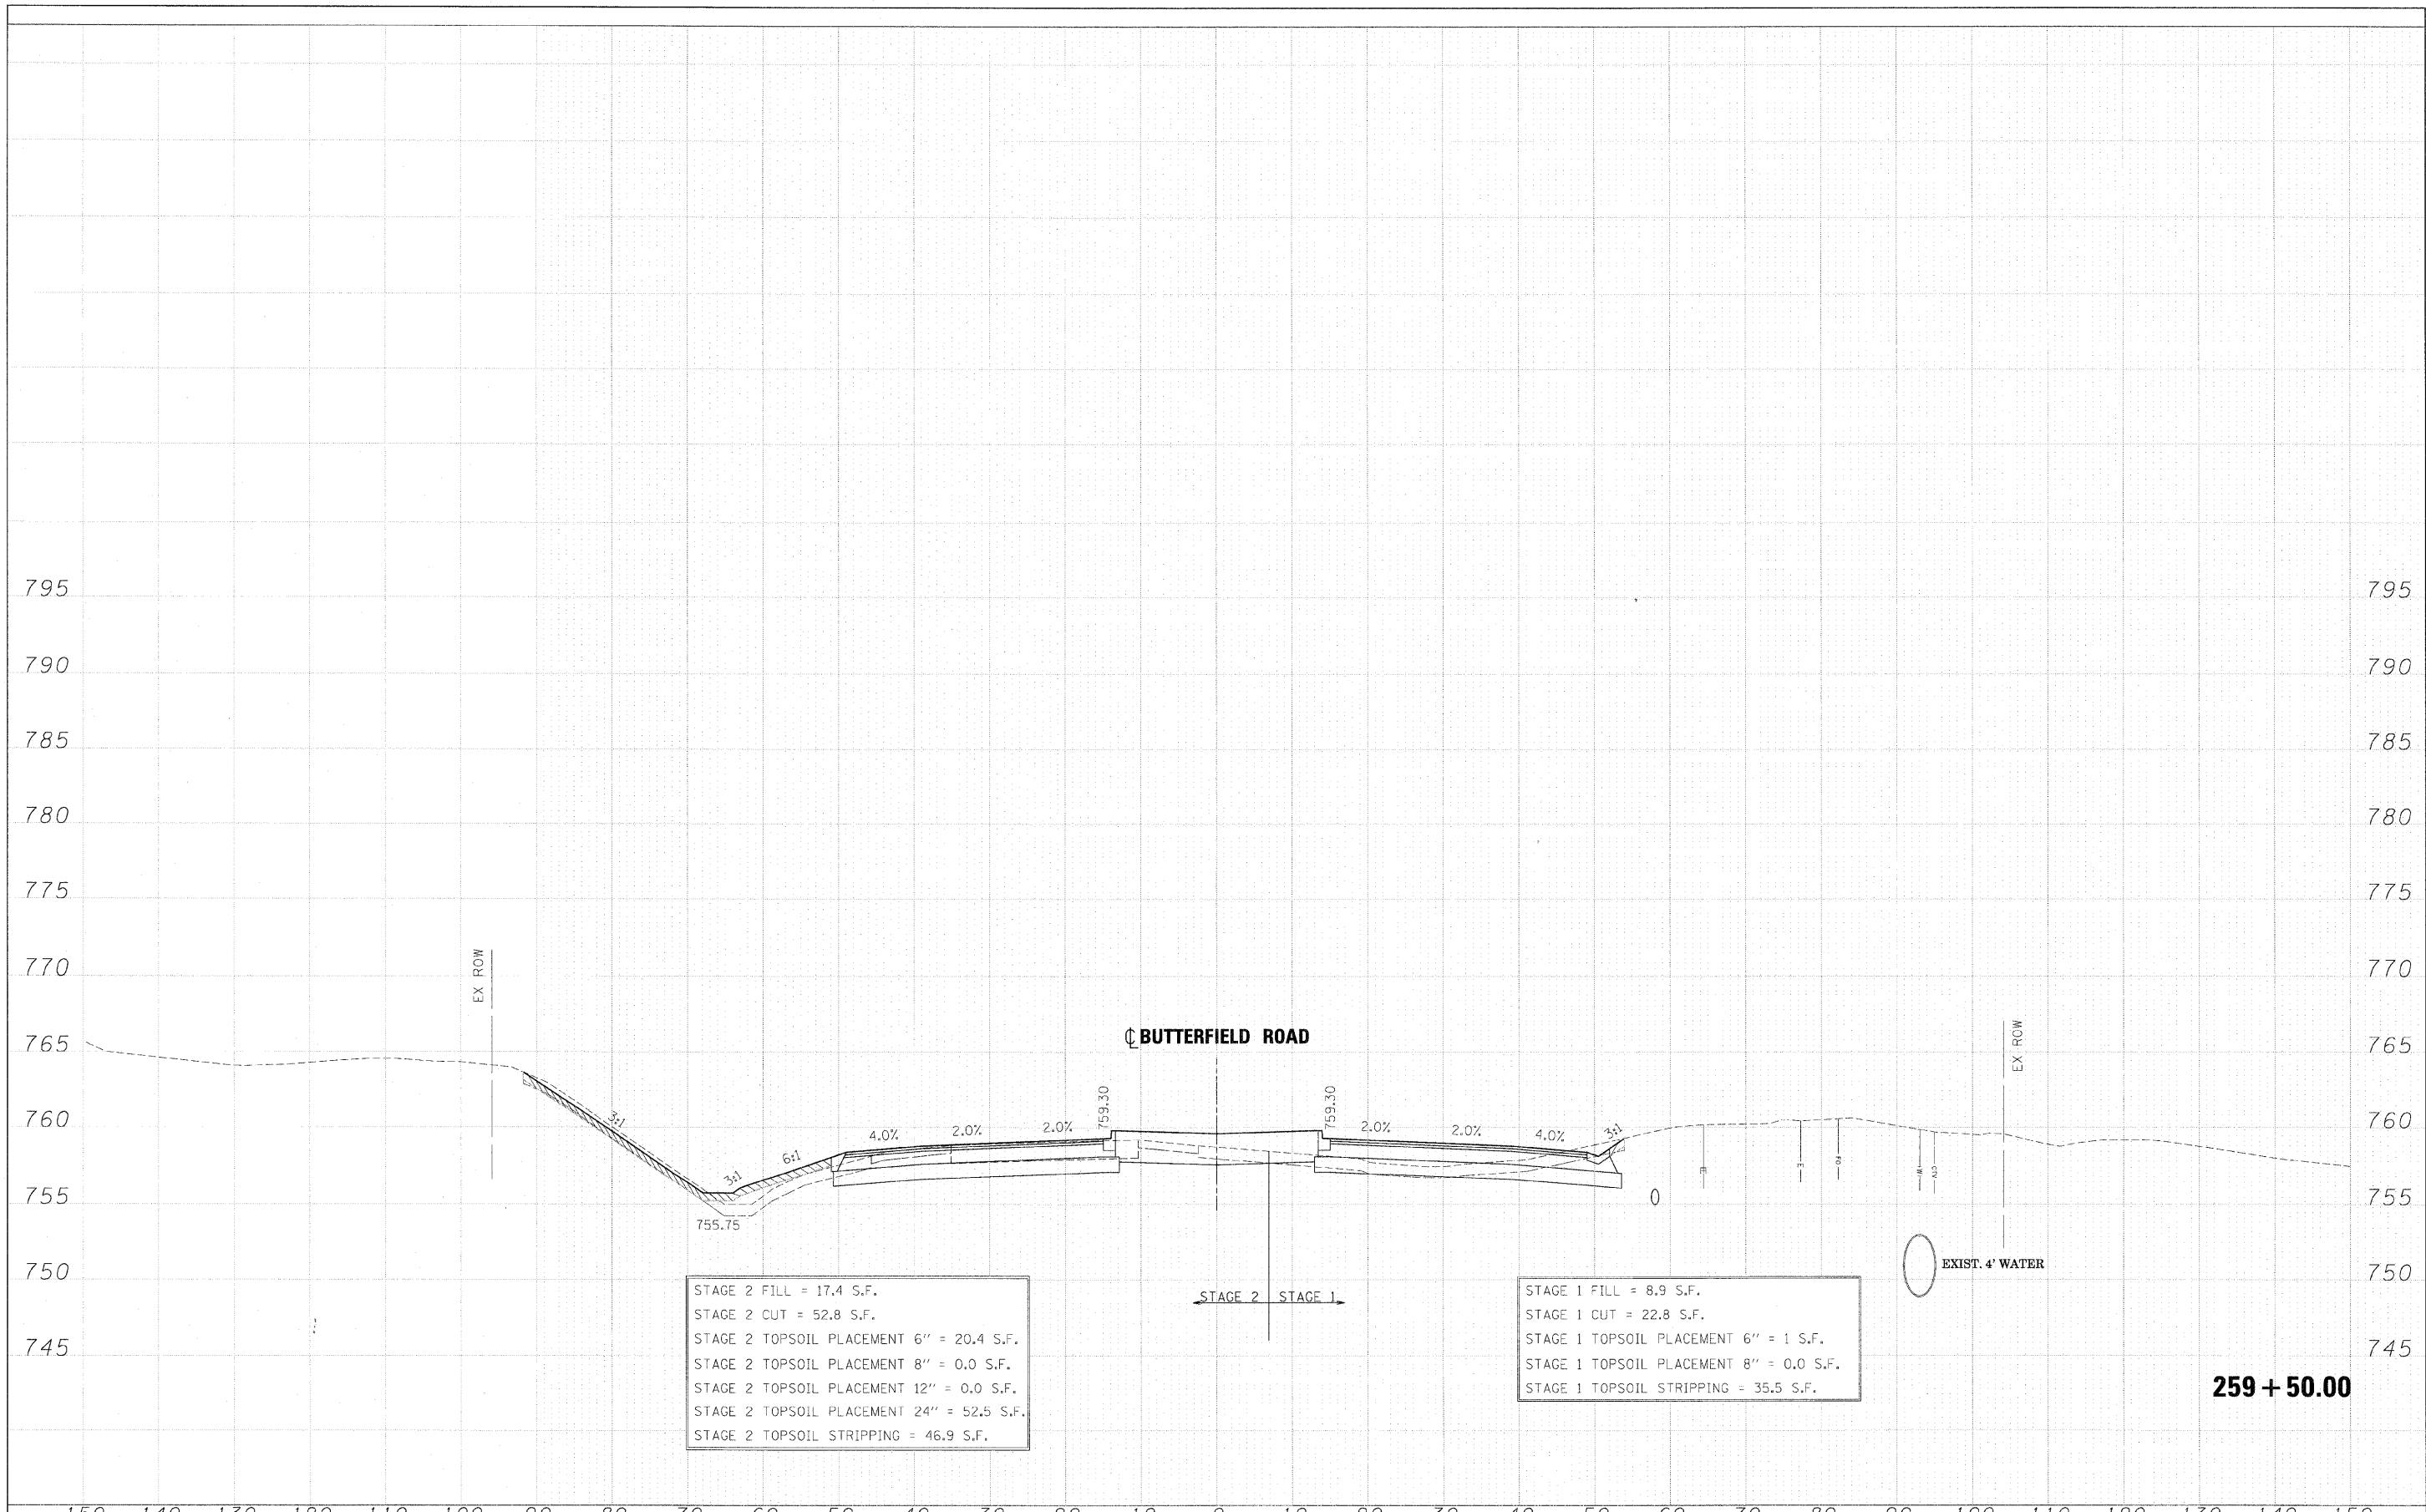 795 795
790 790
785 785
780 780
775 775
770 770
EX ROW
EX ROW
765 765
℄ BUTTERFIELD ROAD
760 760
3:1
4.0%
2.0%
2.0%
759.30
759.30
2.0%
2.0%
4.0%
3:1
6:1
3:1
E
E
FO
W
CTV
755 755
755.75
750 750
EXIST. 4' WATER
STAGE 2 STAGE 1
STAGE 2 FILL = 17.4 S.F.
STAGE 2 CUT = 52.8 S.F.
STAGE 2 TOPSOIL PLACEMENT 6'' = 20.4 S.F.
STAGE 2 TOPSOIL PLACEMENT 8'' = 0.0 S.F.
STAGE 2 TOPSOIL PLACEMENT 12'' = 0.0 S.F.
STAGE 2 TOPSOIL PLACEMENT 24'' = 52.5 S.F.
STAGE 2 TOPSOIL STRIPPING = 46.9 S.F.
STAGE 1 FILL = 8.9 S.F.
STAGE 1 CUT = 22.8 S.F.
STAGE 1 TOPSOIL PLACEMENT 6'' = 1 S.F.
STAGE 1 TOPSOIL PLACEMENT 8'' = 0.0 S.F.
STAGE 1 TOPSOIL STRIPPING = 35.5 S.F.
745 745
259 + 50.00